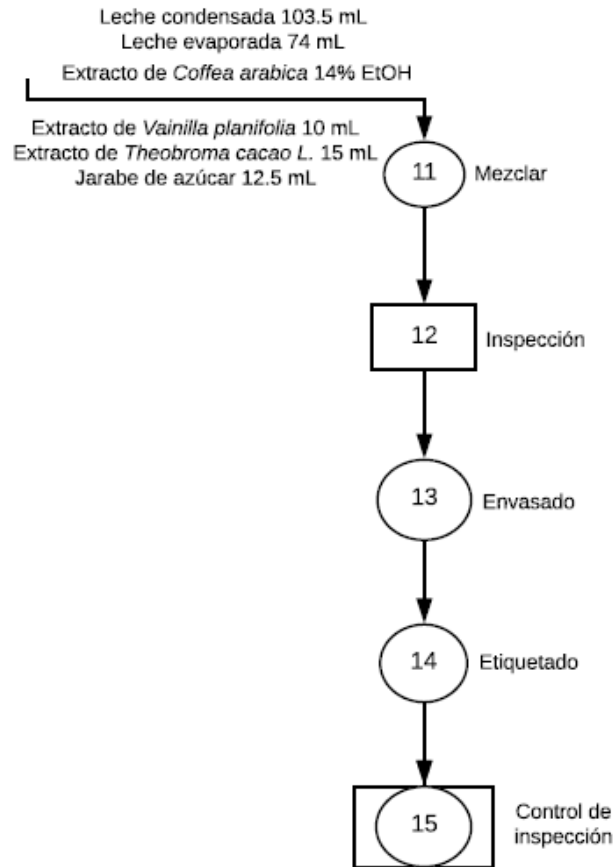 Leche condensada 103.5 mL
Leche evaporada 74 mL
Extracto de Coffea arabica 14% EtOH
Extracto de Vainilla planifolia 10 mL
Extracto de Theobroma cacao L. 15 mL
Jarabe de azúcar 12.5 mL
11 Mezclar
12 Inspección
13 Envasado
14 Etiquetado
15 Control de
inspección